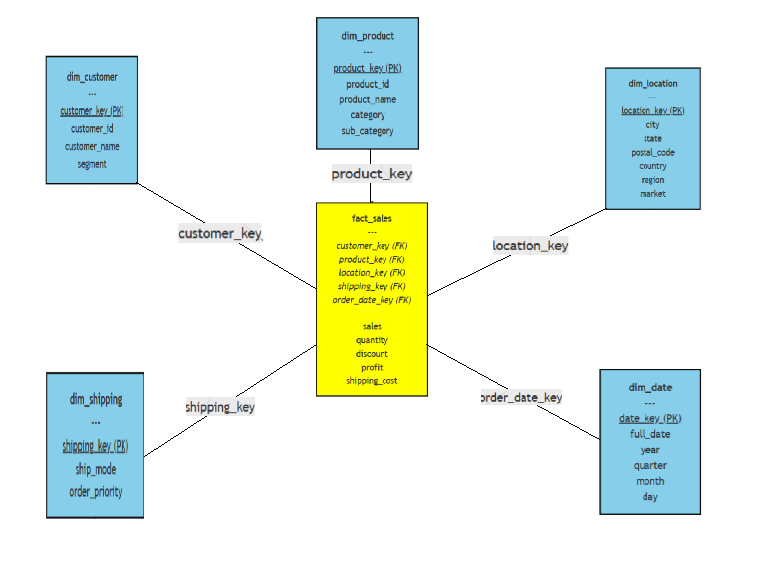 dim_product
---
product_key (PK)
product_id
product_name
category
sub_category
dim_customer
---
customer_key (PK)
customer_id
customer_name
segment
dim_location
---
location_key (PK)
city
state
postal_code
country
region
market
product_key
customer_key
location_key
fact_sales
---
customer_key (FK)
product_key (FK)
location_key (FK)
shipping_key (FK)
order_date_key (FK)
sales
quantity
discourt
profit
shipping_cost
shipping_key
order_date_key
dim_shipping
---
shipping_key (PK)
ship_mode
order_priority
dim_date
---
date_key (PK)
full_date
year
quarter
month
day